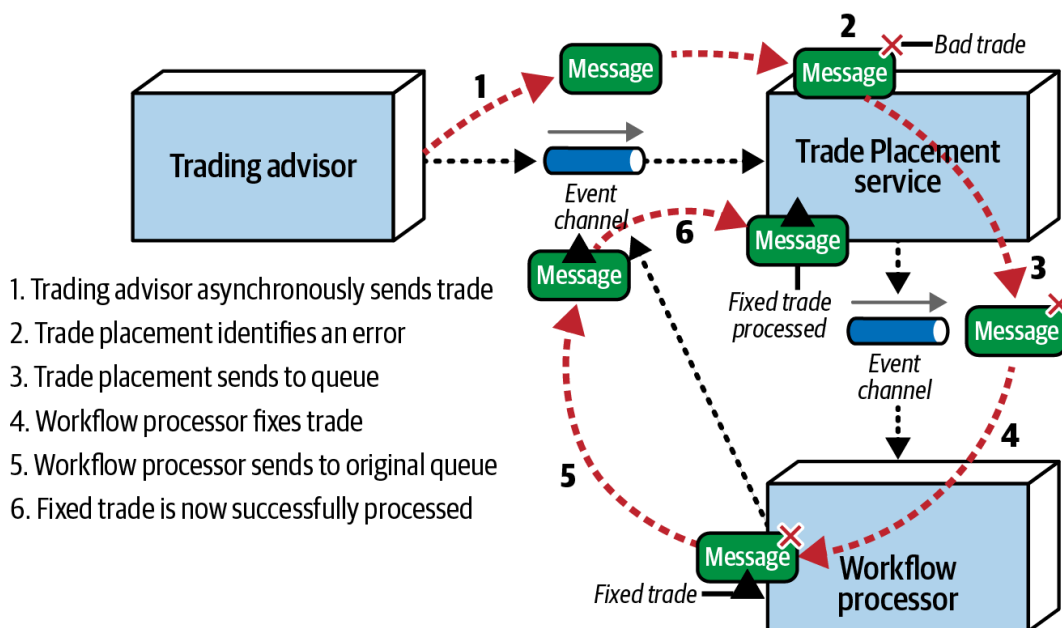 2
Bad trade
Message
Message
1
Trading advisor
Trade Placement
service
Event
channel
6
Message
Message
3
Fixed trade
processed
Message
Event
channel
1. Trading advisor asynchronously sends trade
2. Trade placement identifies an error
3. Trade placement sends to queue
4. Workflow processor fixes trade
5. Workflow processor sends to original queue
6. Fixed trade is now successfully processed
4
5
Message
Fixed trade
Workflow
processor